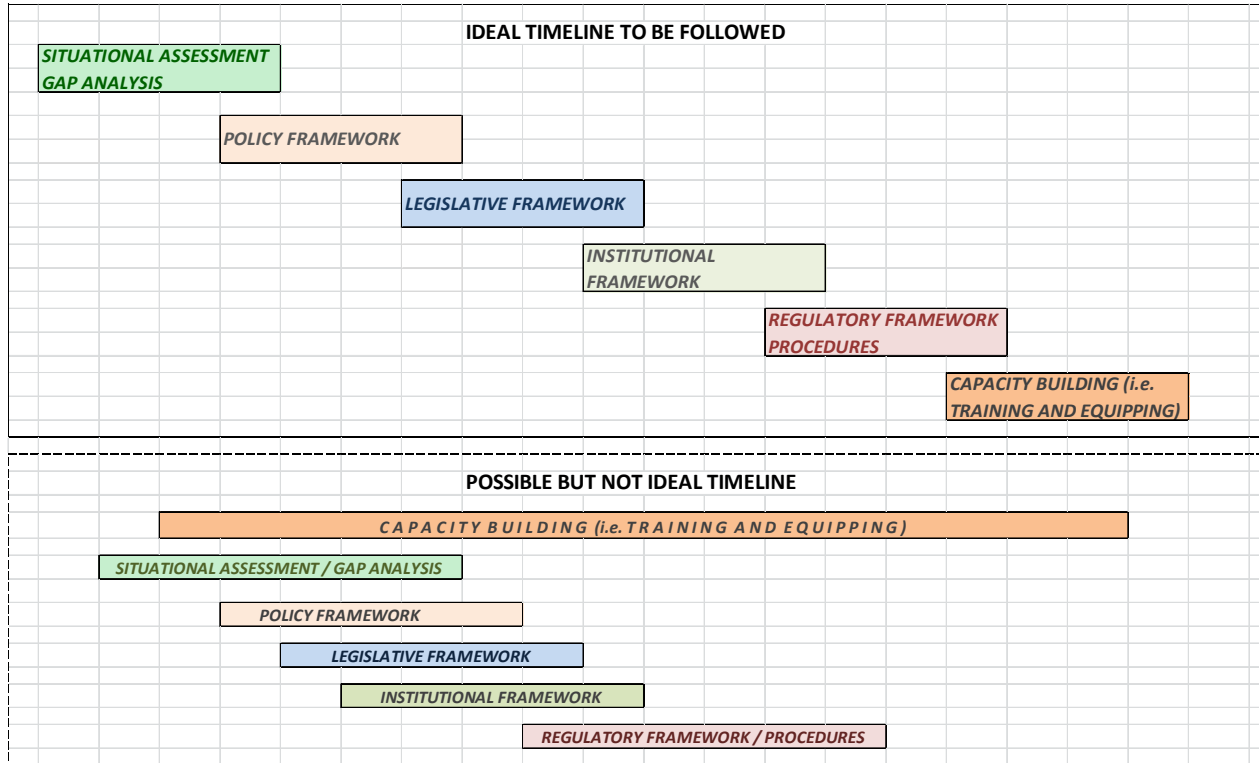 IDEAL TIMELINE TO BE FOLLOWED
SITUATIONAL ASSESSMENT
GAP ANALYSIS
POLICY FRAMEWORK
LEGISLATIVE FRAMEWORK
INSTITUTIONAL
FRAMEWORK
REGULATORY FRAMEWORK
PROCEDURES
CAPACITY BUILDING (i.e.
TRAINING AND EQUIPPING)
POSSIBLE BUT NOT IDEAL TIMELINE
CAPACITY BUILDING (i.e. TRAINING AND EQUIPPING)
SITUATIONAL ASSESSMENT / GAP ANALYSIS
POLICY FRAMEWORK
LEGISLATIVE FRAMEWORK
INSTITUTIONAL FRAMEWORK
REGULATORY FRAMEWORK / PROCEDURES